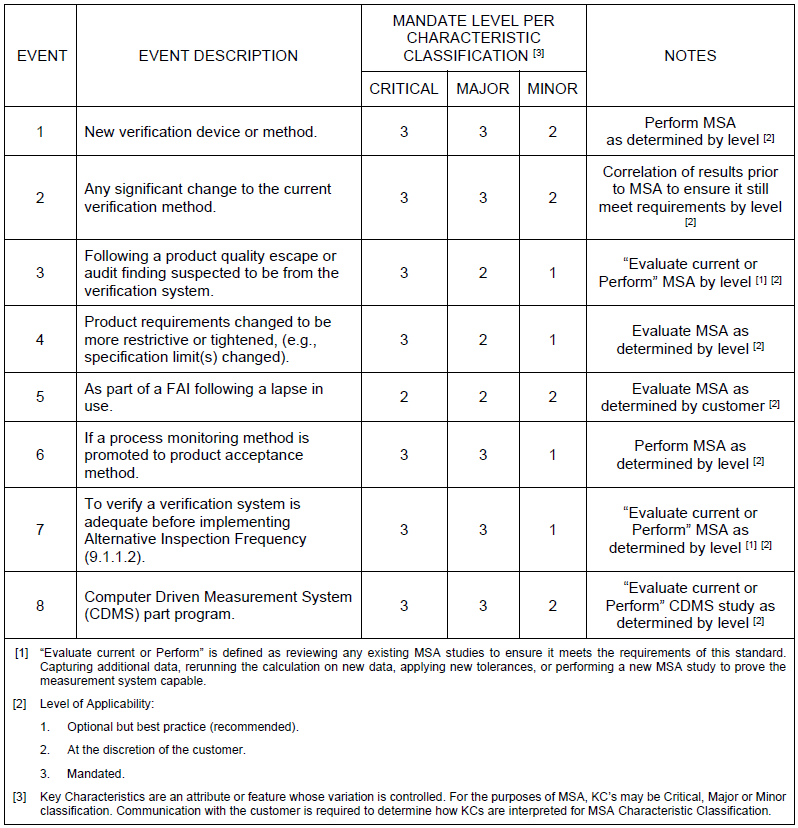 EVENT
EVENT DESCRIPTION
MANDATE LEVEL PER
CHARACTERISTIC
CLASSIFICATION [3]
NOTES
CRITICAL
MAJOR
MINOR
1
New verification device or method.
3
3
2
Perform MSA
as determined by level [2]
2
Any significant change to the current
verification method.
3
3
2
Correlation of results prior
to MSA to ensure it still
meet requirements by level
[2]
3
Following a product quality escape or
audit finding suspected to be from the
verification system.
3
2
1
“Evaluate current or
Perform” MSA by level [1] [2]
4
Product requirements changed to be
more restrictive or tightened, (e.g.,
specification limit(s) changed).
3
2
1
Evaluate MSA as
determined by level [2]
5
As part of a FAI following a lapse in
use.
2
2
2
Evaluate MSA as
determined by customer [2]
6
If a process monitoring method is
promoted to product acceptance
method.
3
3
1
Perform MSA as
determined by level [2]
7
To verify a verification system is
adequate before implementing
Alternative Inspection Frequency
(9.1.1.2).
3
3
1
“Evaluate current or
Perform” MSA as
determined by level [1] [2]
8
Computer Driven Measurement System
(CDMS) part program.
3
3
2
“Evaluate current or
Perform” CDMS study as
determined by level [2]
[1] “Evaluate current or Perform” is defined as reviewing any existing MSA studies to ensure it meets the requirements of this standard.
Capturing additional data, rerunning the calculation on new data, applying new tolerances, or performing a new MSA study to prove the
measurement system capable.
[2] Level of Applicability:
1. Optional but best practice (recommended).
2. At the discretion of the customer.
3. Mandated.
[3] Key Characteristics are an attribute or feature whose variation is controlled. For the purposes of MSA, KC’s may be Critical, Major or Minor
classification. Communication with the customer is required to determine how KCs are interpreted for MSA Characteristic Classification.